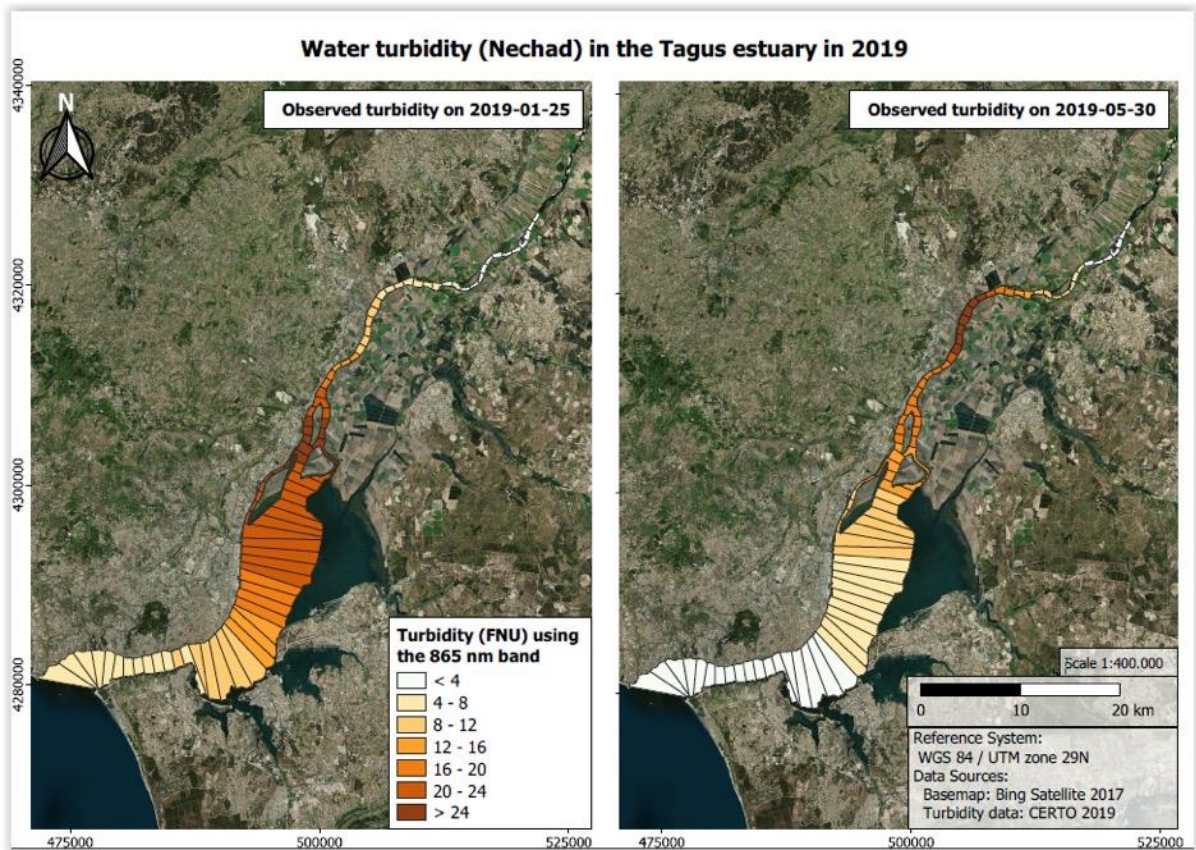 Water turbidity (Nechad) in the Tagus estuary in 2019
Observed turbidity on 2019-01-25
Observed turbidity on 2019-05-30
N
4340000
4320000
4300000
4280000
Turbidity (FNU) using
the 865 nm band
< 4
4 - 8
8 - 12
12 - 16
16 - 20
20 - 24
> 24
Scale 1:400.000
0 10 20 km
Reference System:
WGS 84 / UTM zone 29N
Data Sources:
Basemap: Bing Satellite 2017
Turbidity data: CERTO 2019
475000 500000 525000
475000 500000 525000